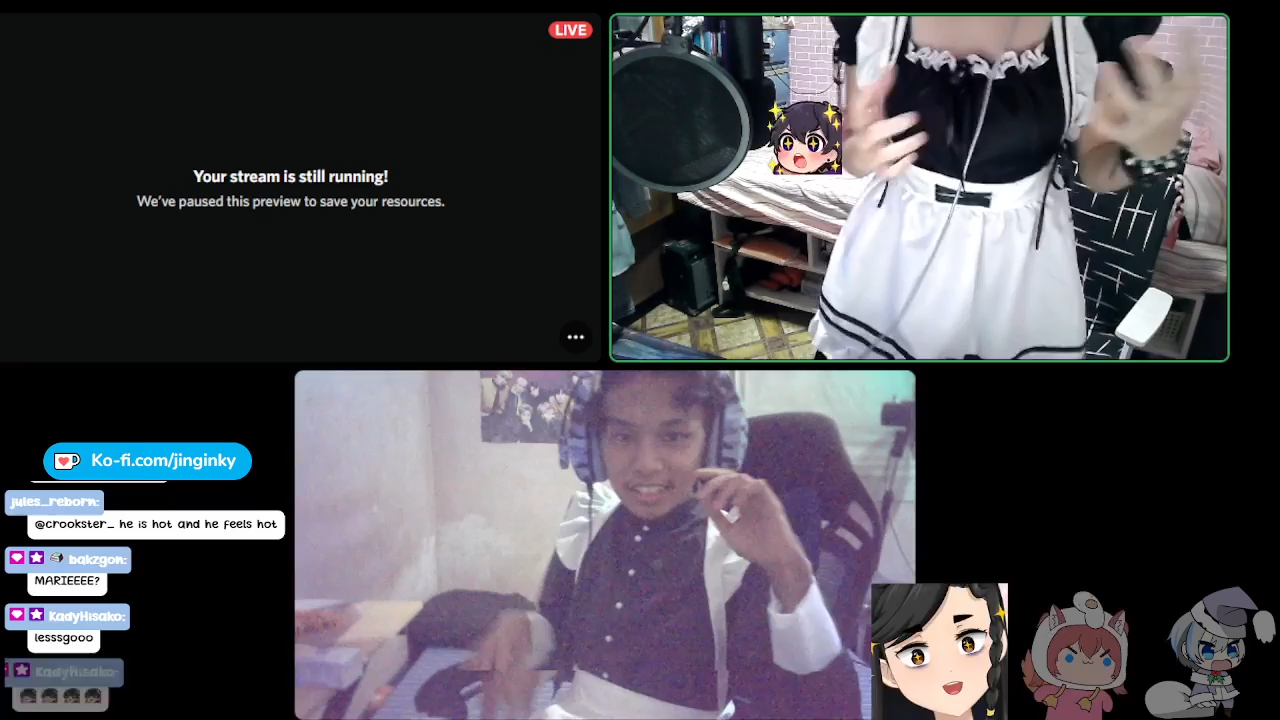 LIVE
Your stream is still running!
We've paused this preview to save your resources.
Ko-fi.com/jinginky
jules_reborn:
@crookster_ he is hot and he feels hot
bakzgon:
MARIEEEE?
KadyHisako:
lesssgooo
KadyHisako: